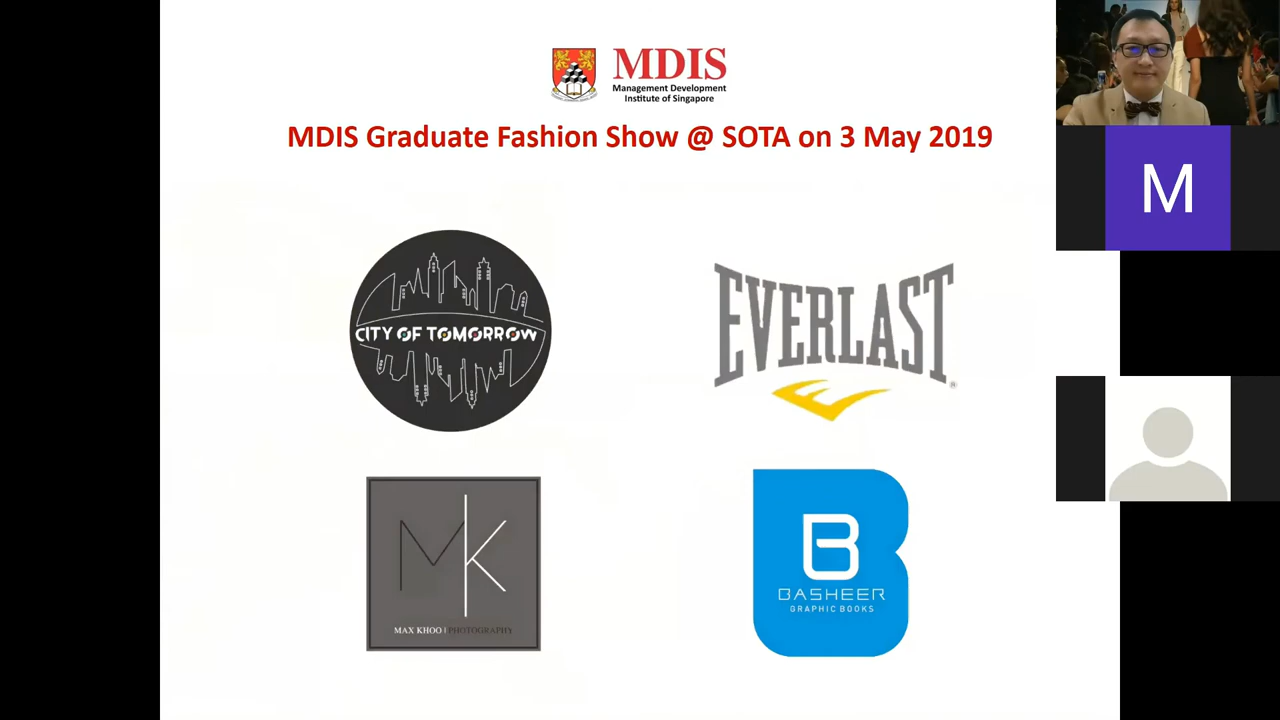 MDIS
Management Development
Institute of Singapore
MDIS Graduate Fashion Show @ SOTA on 3 May 2019
M
CITY OF TOMORROW
EVERLAST
®
MK
MAX KHOO | PHOTOGRAPHY
B
BASHEER
GRAPHIC BOOKS